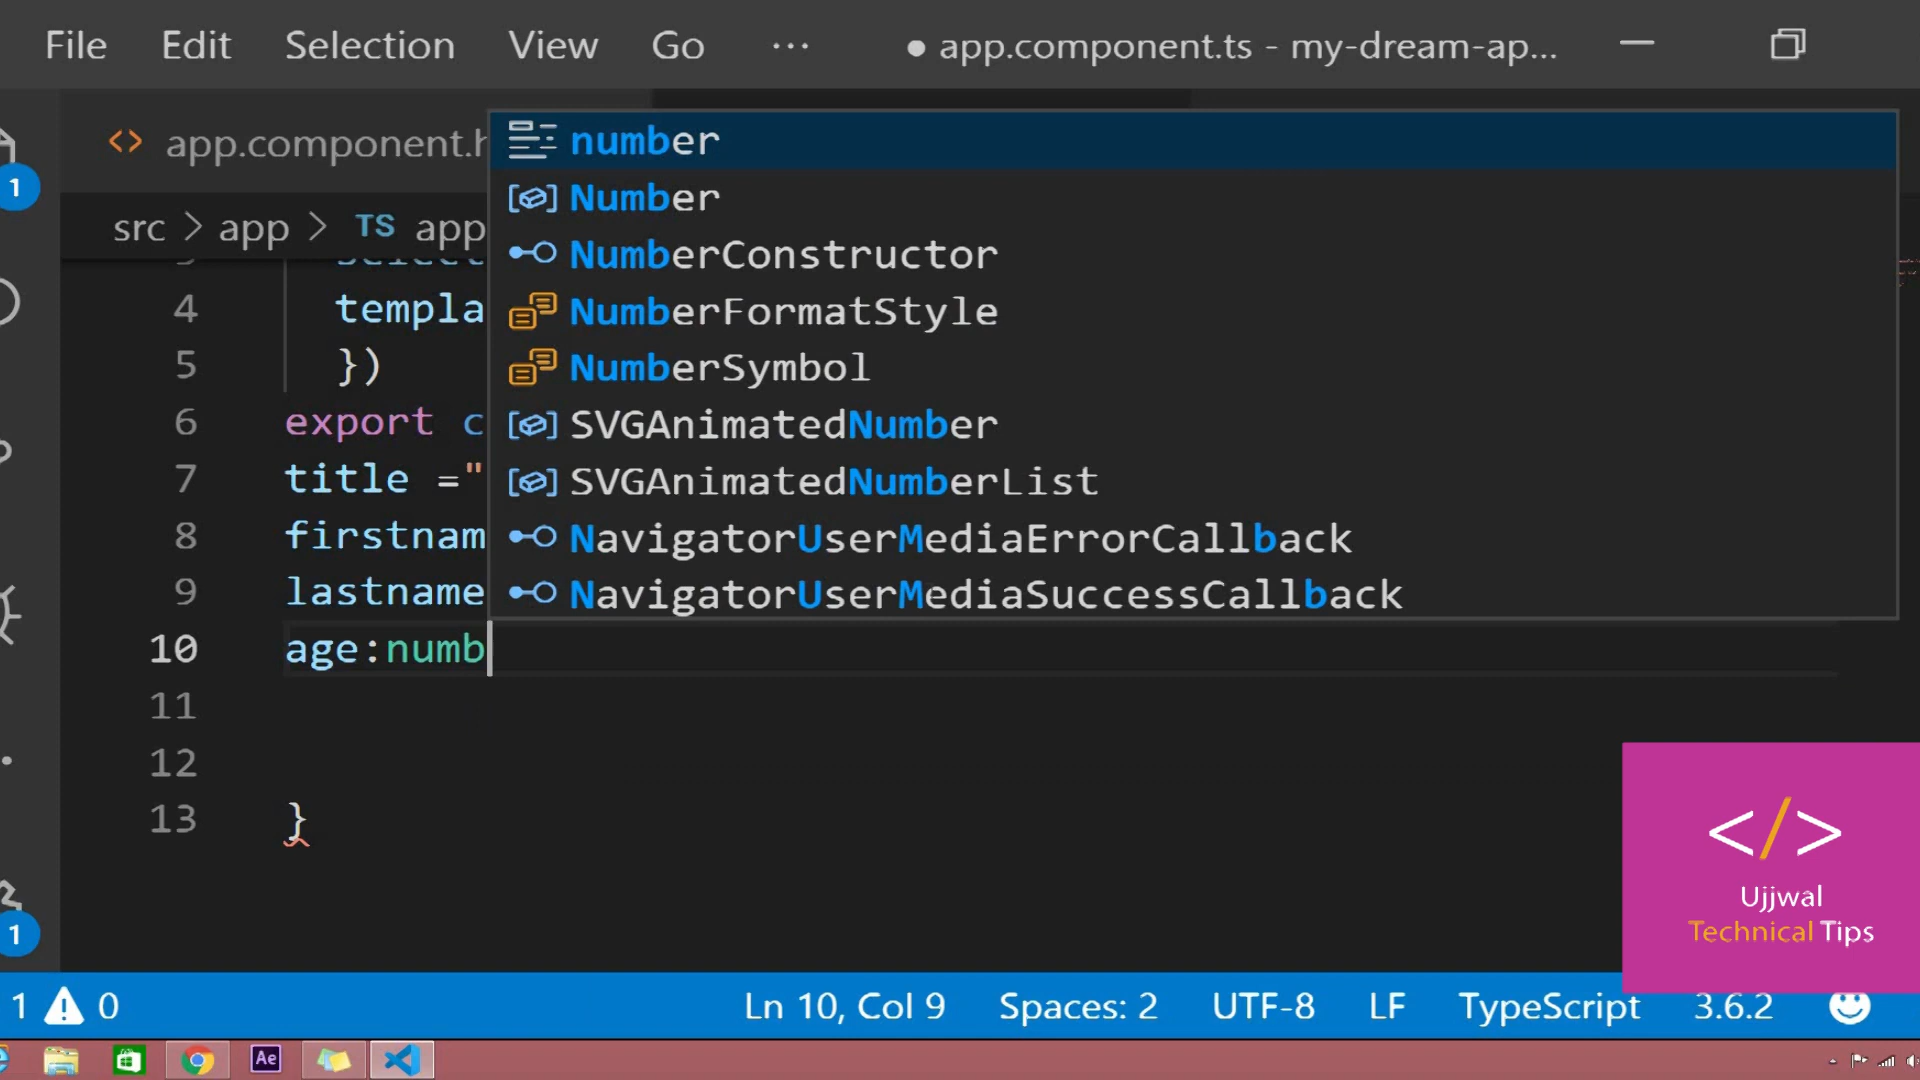 File Edit Selection View Go ··· ● app.component.ts - my-dream-ap...
<> app.component.h
1
src > app > TS app
number
Number
NumberConstructor
NumberFormatStyle
NumberSymbol
SVGAnimatedNumber
SVGAnimatedNumberList
NavigatorUserMediaErrorCallback
NavigatorUserMediaSuccessCallback
4 templa
5 })
6 export c
7 title ="
8 firstnam
9 lastname
10 age:numb
11
12
13 }
</>
Ujjwal
Technical Tips
1
1 0 Ln 10, Col 9 Spaces: 2 UTF-8 LF TypeScript 3.6.2
Ae